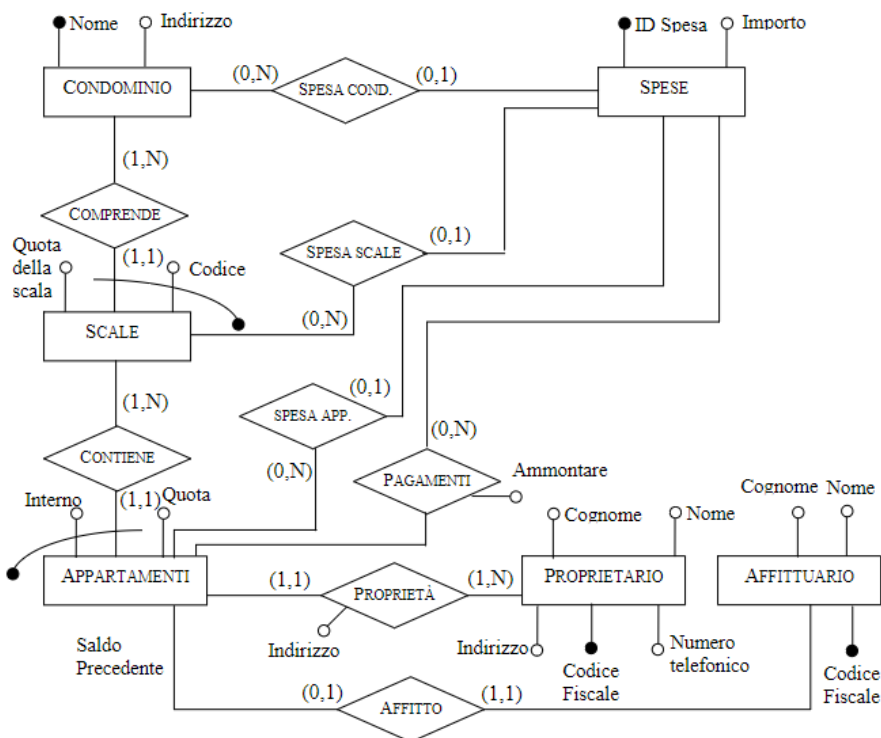 Nome
Indirizzo
ID Spesa
Importo
CONDOMINIO
(0,N)
SPESA COND.
(0,1)
SPESE
(1,N)
COMPRENDE
(1,1)
Quota
della
scala
Codice
SPESA SCALE
(0,1)
SCALE
(0,N)
(1,N)
SPESA APP.
(0,1)
(0,N)
CONTIENE
(0,N)
PAGAMENTI
Ammontare
Interno
(1,1)
Quota
Cognome
Nome
Cognome
Nome
APPARTAMENTI
(1,1)
PROPRIETÀ
(1,N)
PROPRIETARIO
AFFITTUARIO
Indirizzo
Indirizzo
Codice
Fiscale
Numero
telefonico
Codice
Fiscale
Saldo
Precedente
(0,1)
AFFITTO
(1,1)